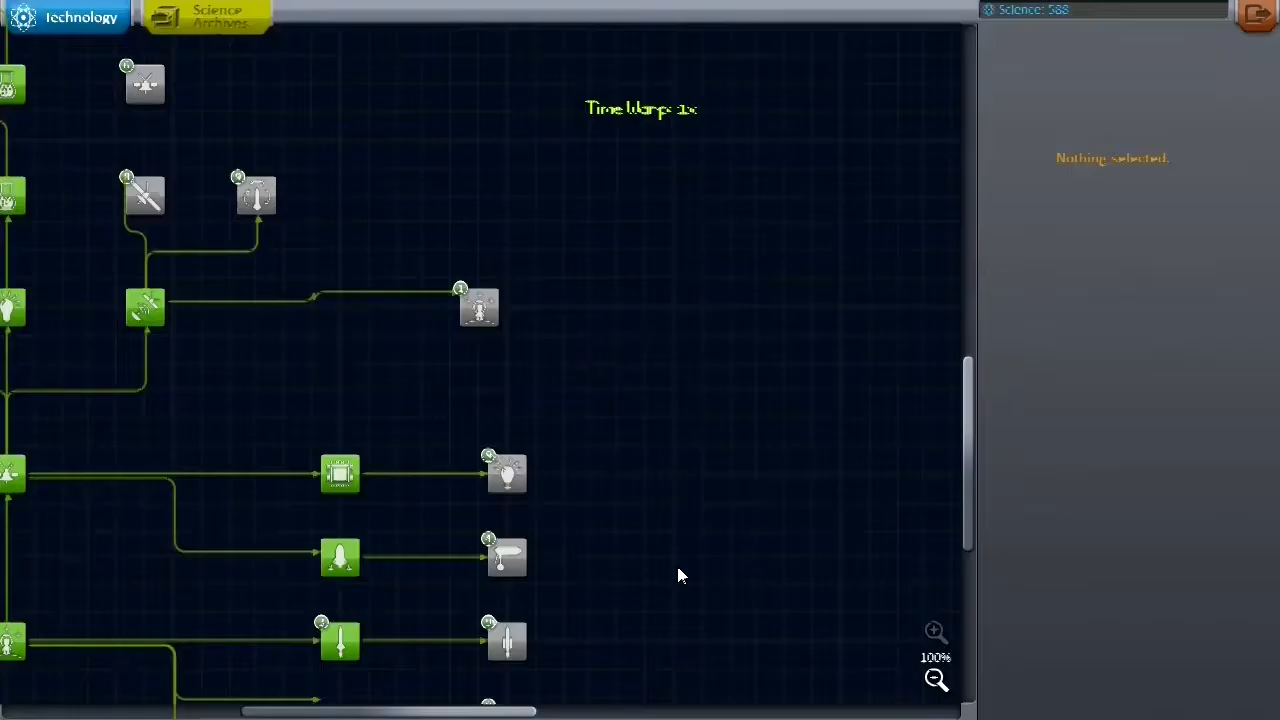 Technology
Science
Archives
Science: 588
Time Warp: 1x
Nothing selected.
100%